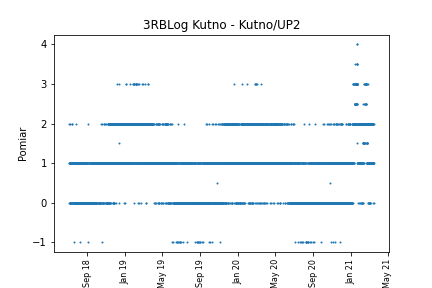 3RBLog Kutno - Kutno/UP2
Pomiar
4
3
2
1
0
−1
Sep 18
Jan 19
May 19
Sep 19
Jan 20
May 20
Sep 20
Jan 21
May 21